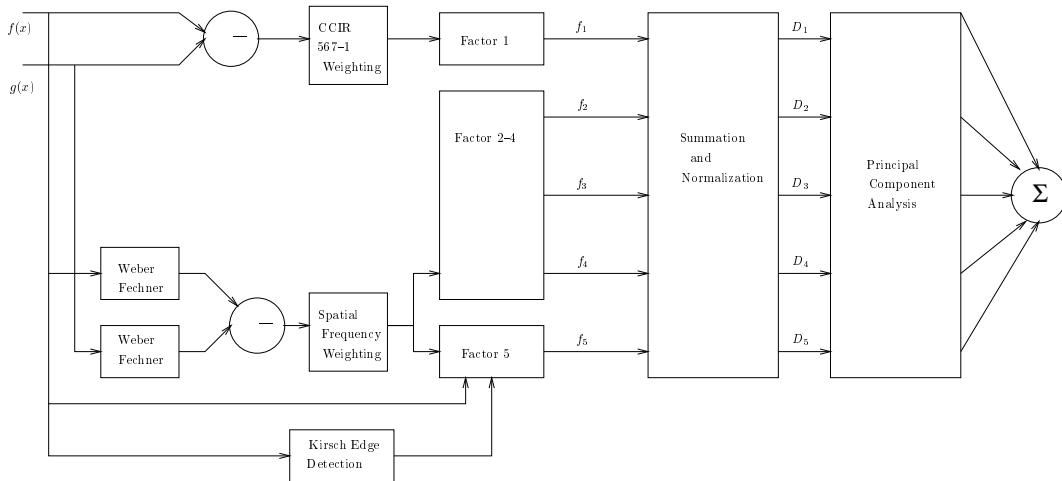 f(x)
g(x)
−
CCIR
567–1
Weighting
Factor 1
f1
D1
Factor 2–4
f2
D2
f3
D3
f4
D4
Summation
and
Normalization
Principal
Component
Analysis
Σ
Weber
Fechner
Weber
Fechner
−
Spatial
Frequency
Weighting
Factor 5
f5
D5
Kirsch Edge
Detection